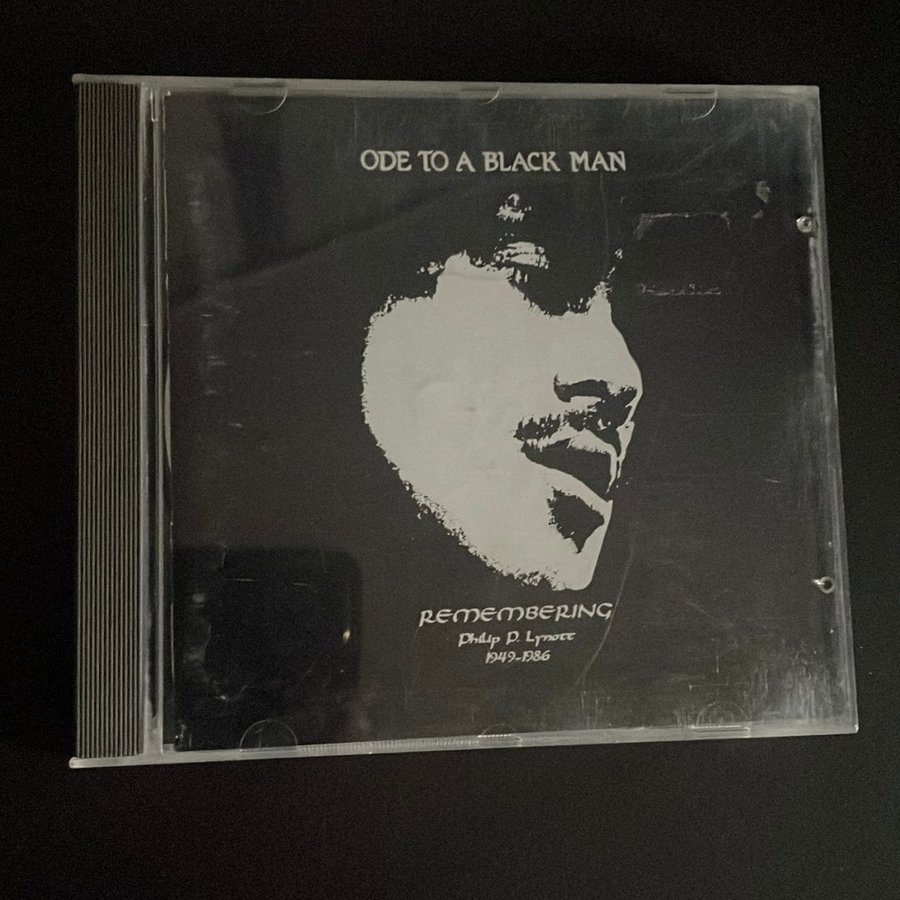 ODE TO A BLACK MAN
REMEMBERING
Philip P. Lynott
1949-1986